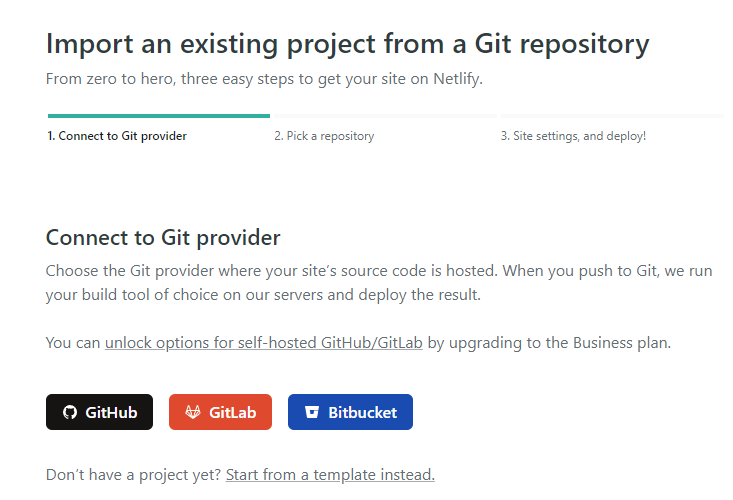 Import an existing project from a Git repository
From zero to hero, three easy steps to get your site on Netlify.
1. Connect to Git provider
2. Pick a repository
3. Site settings, and deploy!
Connect to Git provider
Choose the Git provider where your site’s source code is hosted. When you push to Git, we run
your build tool of choice on our servers and deploy the result.
You can unlock options for self-hosted GitHub/GitLab by upgrading to the Business plan.
GitHub
GitLab
Bitbucket
Don’t have a project yet? Start from a template instead.